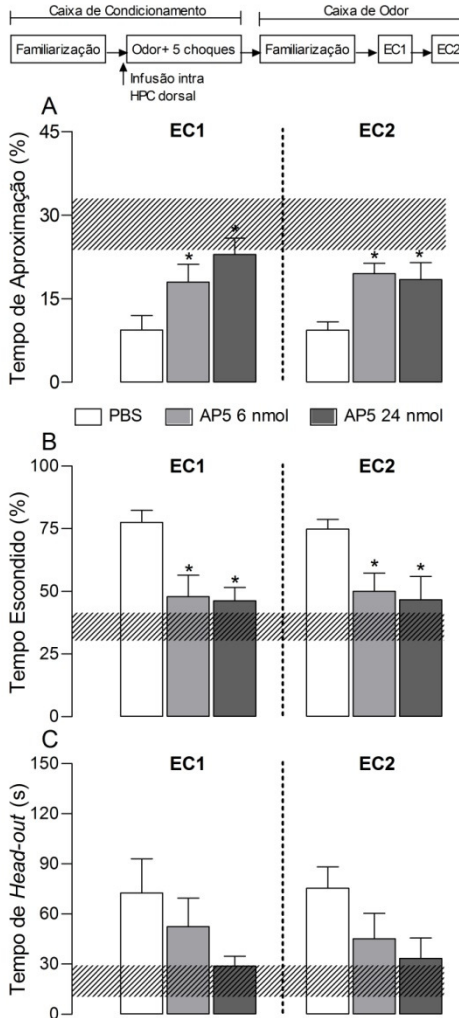 Caixa de Condicionamento
Caixa de Odor
Familiarização
Odor+ 5 choques
Familiarização
EC1
EC2
Infusão intra
HPC dorsal
A
EC1
EC2
Tempo de Aproximação (%)
45
30
15
0
*
*
*
*
PBS
AP5 6 nmol
AP5 24 nmol
B
EC1
EC2
Tempo Escondido (%)
100
75
50
25
0
*
*
*
*
C
EC1
EC2
Tempo de Head-out (s)
150
120
90
60
30
0